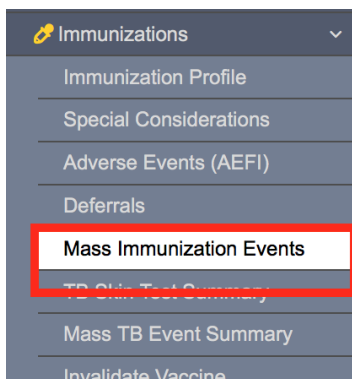 Immunizations
Immunization Profile
Special Considerations
Adverse Events (AEFI)
Deferrals
Mass Immunization Events
TB Skin Test Summary
Mass TB Event Summary
Invalidate Vaccine